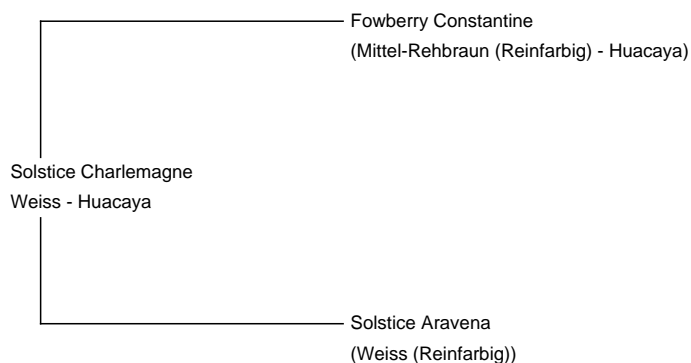 Fowberry Constantine
(Mittel-Rehbraun (Reinfarbig) - Huacaya)
Solstice Charlemagne
Weiss - Huacaya
Solstice Aravena
(Weiss (Reinfarbig))